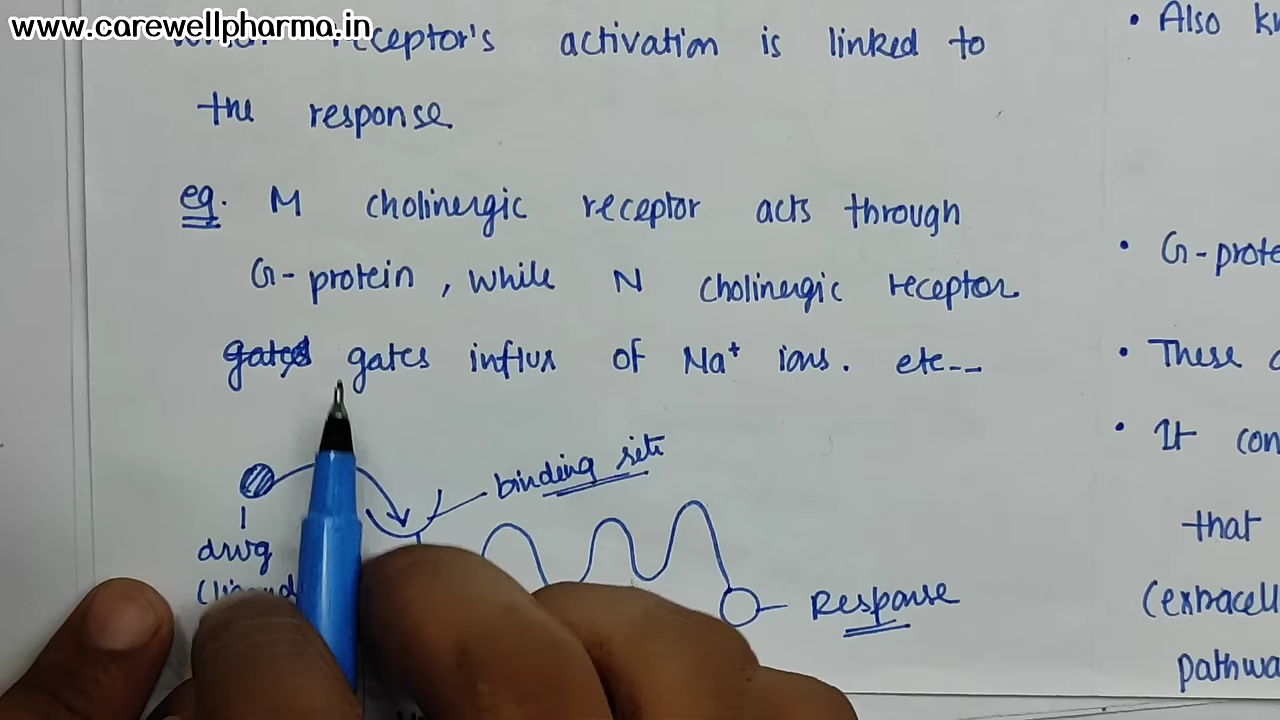 www.carewellpharma.in
receptor's activation is linked to
the response
eg. M cholinergic receptor acts through
G-protein, while N cholinergic receptor
gates gates influx of Na+ ions. etc--
binding site
drug
Response
• Also
• G-prote
• These
• It con
that
(extracell
pathwa